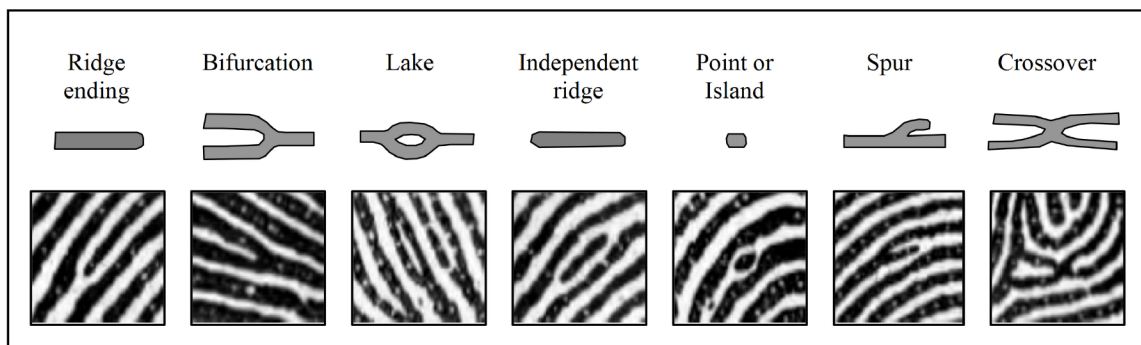 Ridge
ending
Bifurcation
Lake
Independent
ridge
Point or
Island
Spur
Crossover